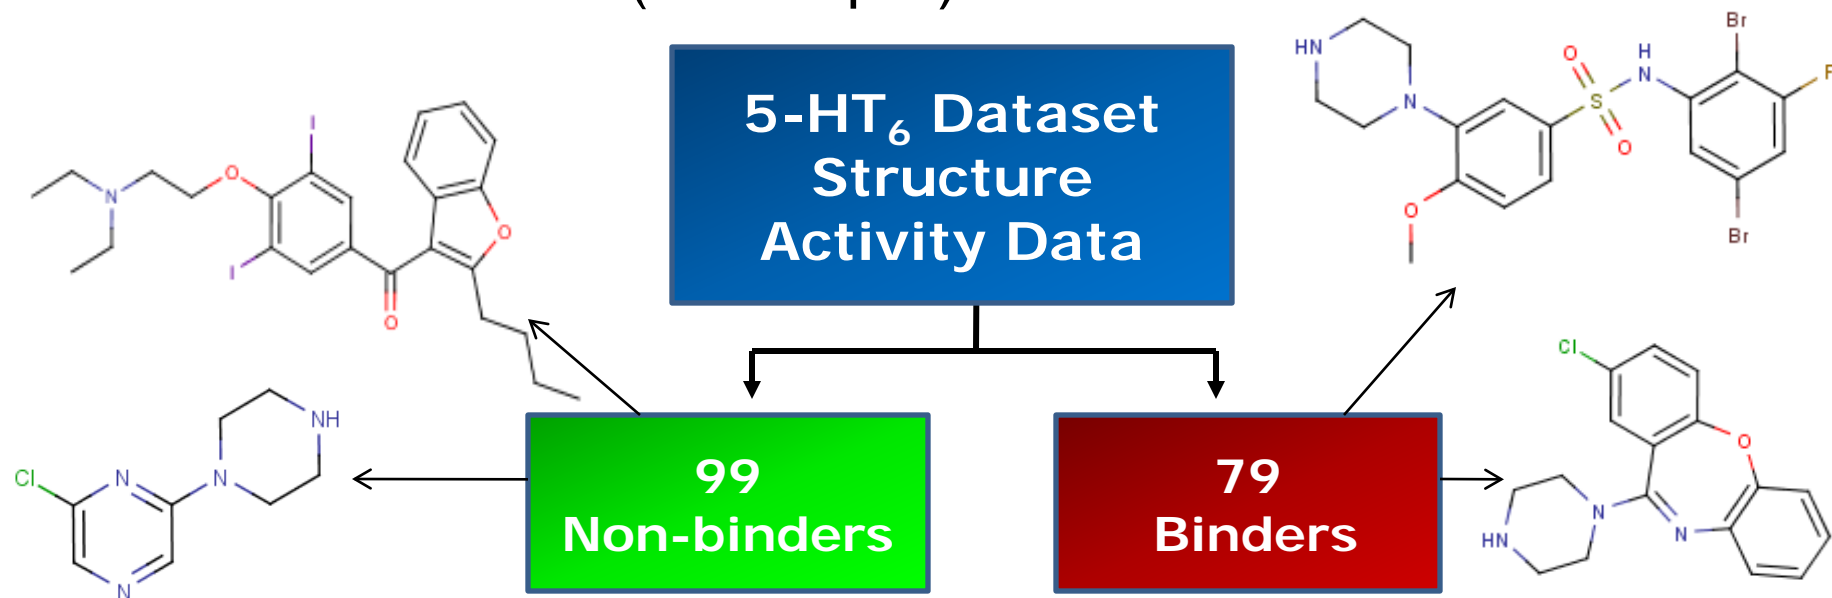 5-HT6 Dataset
Structure
Activity Data
99
Non-binders
79
Binders
I
I
N
O
O
O
Cl
N
N
N
NH
HN
N
O
S
O
H
N
Br
F
Br
O
Cl
O
N
N
HN